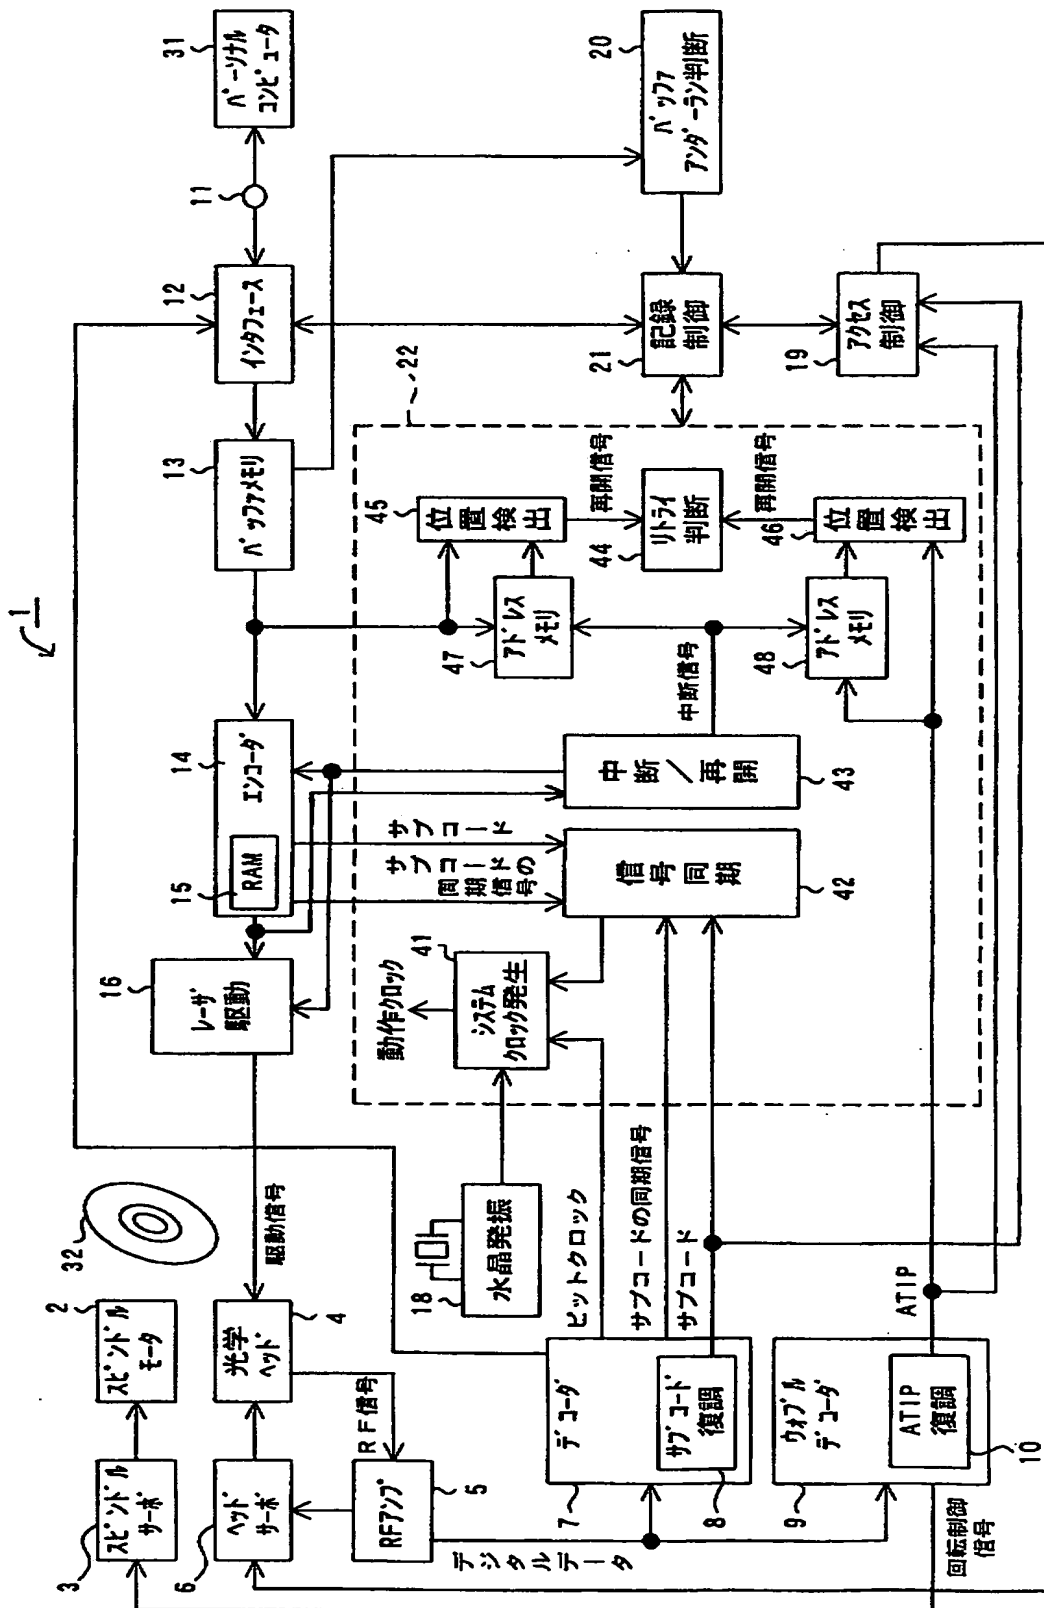 1
32
スピンドル
モータ
2
スピンドル
サーボ
3
光学
ヘッド
4
ヘッド
サーボ
6
RF信号
RFアンプ
5
デジタルデータ
駆動信号
レーザ
駆動
16
エンコーダ
14
RAM
15
バッファメモリ
13
インタフェース
12
11
パーソナル
コンピュータ
31
バッファ
アンダーラン判断
20
記録
制御
21
アクセス
制御
19
22
水晶発振
18
動作クロック
システム
クロック発生
41
サブコード
サブコードの
同期信号
信号同期
42
中断/再開
43
中断信号
アドレス
メモリ
47
アドレス
メモリ
48
位置検出
45
位置検出
46
再開信号
リトライ
判断
44
再開信号
デコーダ
7
サブコード
復調
8
ビットクロック
サブコードの同期信号
サブコード
ウォブル
デコーダ
9
ATIP
復調
10
ATIP
回転制御
信号